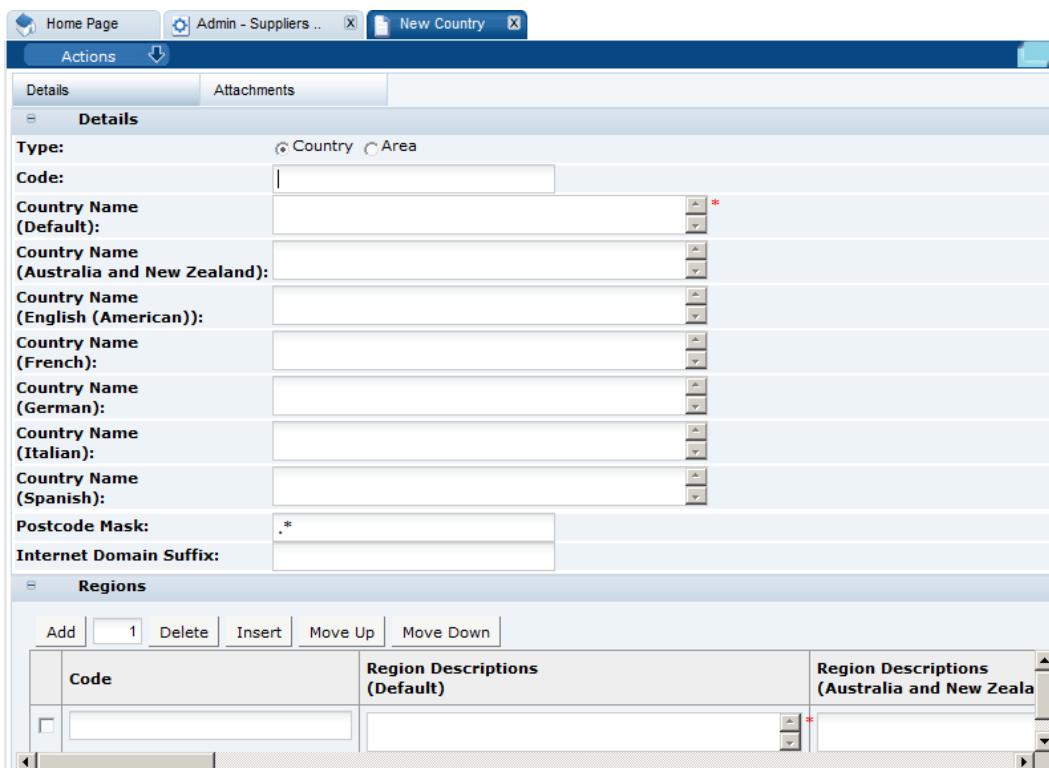 Home Page
Admin - Suppliers ..
New Country
Actions
Details
Attachments
Details
Type:
Country
Area
Code:
Country Name
(Default):
*
Country Name
(Australia and New Zealand):
Country Name
(English (American)):
Country Name
(French):
Country Name
(German):
Country Name
(Italian):
Country Name
(Spanish):
Postcode Mask:
.*
Internet Domain Suffix:
Regions
Add
1
Delete
Insert
Move Up
Move Down
Code
Region Descriptions
(Default)
Region Descriptions
(Australia and New Zeala
*